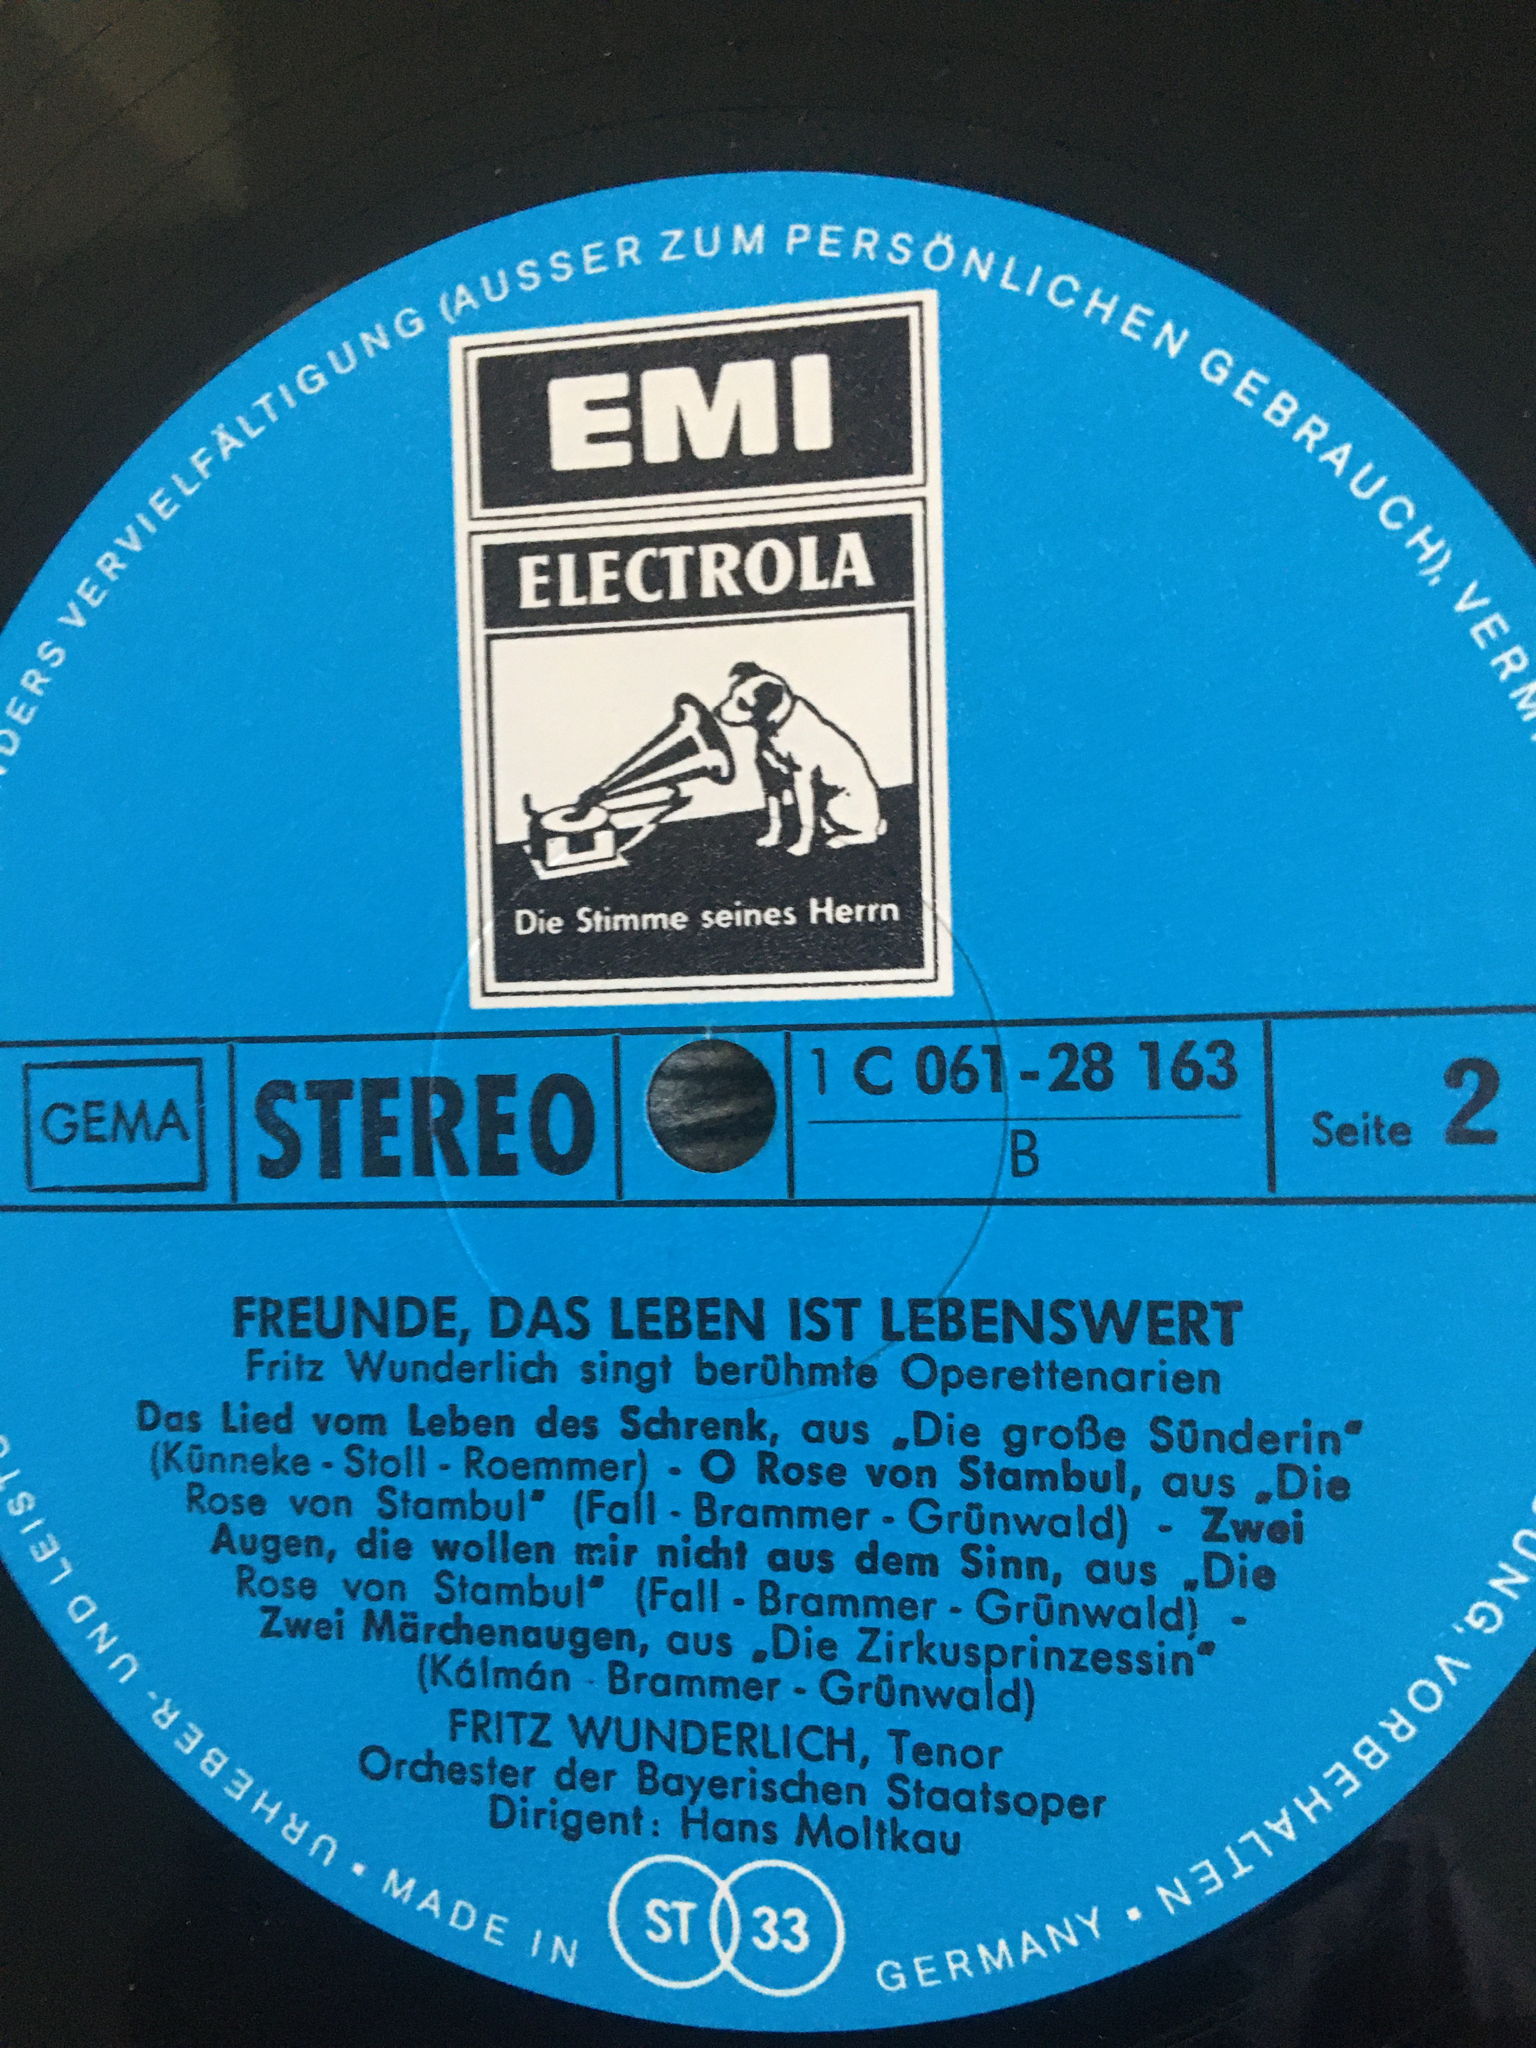 VERVIELFÄLTIGUNG (AUSSER ZUM PERSÖNLICHEN GEBRAUCH),
EMI
ELECTROLA
Die Stimme seines Herrn
GEMA
STEREO
1 C 061-28 163
B
Seite 2
FREUNDE, DAS LEBEN IST LEBENSWERT
Fritz Wunderlich singt berühmte Operettenarien
Das Lied vom Leben des Schrenk, aus „Die große Sünderin"
(Künneke - Stoll - Roemmer) - O Rose von Stambul, aus „Die
Rose von Stambul" (Fall - Brammer - Grünwald) - Zwei
Augen, die wollen mir nicht aus dem Sinn, aus „Die
Rose von Stambul" (Fall - Brammer - Grünwald) -
Zwei Märchenaugen, aus „Die Zirkusprinzessin"
(Kálmán - Brammer - Grünwald)
FRITZ WUNDERLICH, Tenor
Orchester der Bayerischen Staatsoper
Dirigent: Hans Moltkau
ST 33
VORBEHALTEN • MADE IN GERMANY • URHEBER- UND